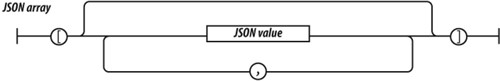 JSON array
[ JSON value ]
,